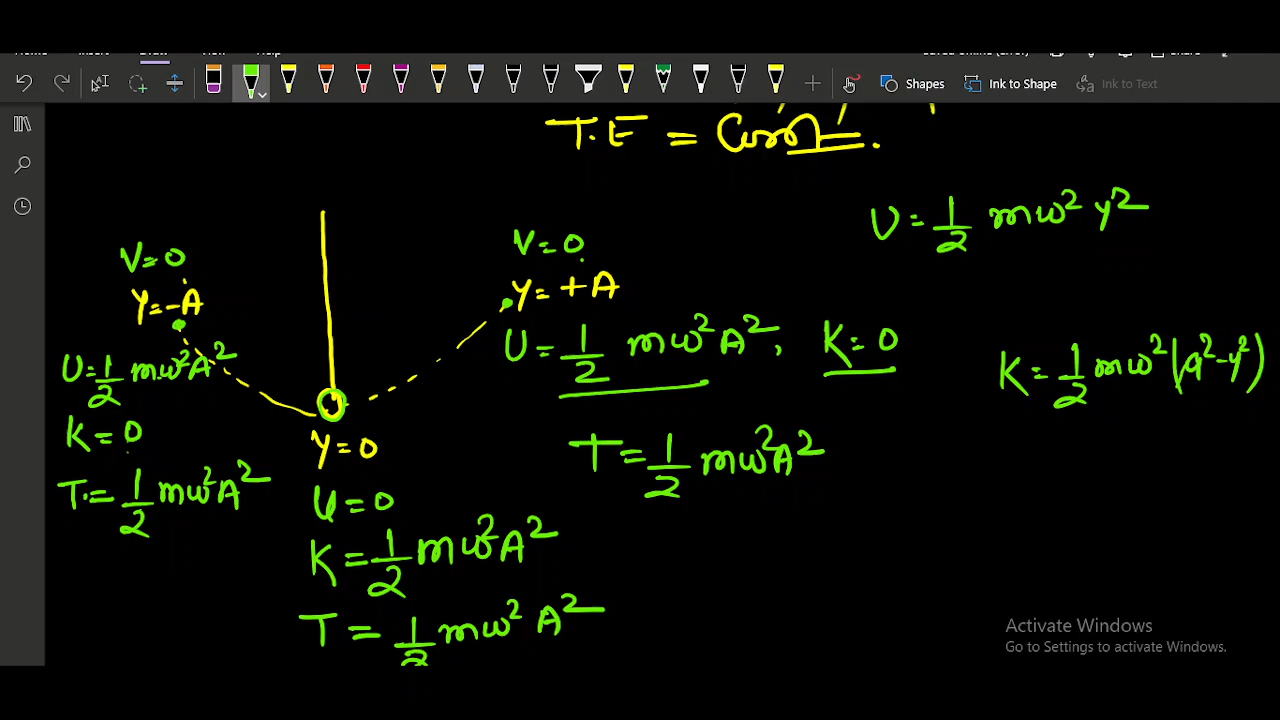 Shapes
Ink to Shape
Ink to Text
T.E = Const.
V=0
Y=-A
U=1/2 mω²A²
K=0
T=1/2 mω²A²
Y=0
U=0
K=1/2 mω²A²
T=1/2 mω²A²
V=0
Y=+A
U=1/2 mω²A², K=0
T=1/2 mω²A²
U=1/2 mω² y²
K=1/2 mω²(a²-y²)
Activate Windows
Go to Settings to activate Windows.